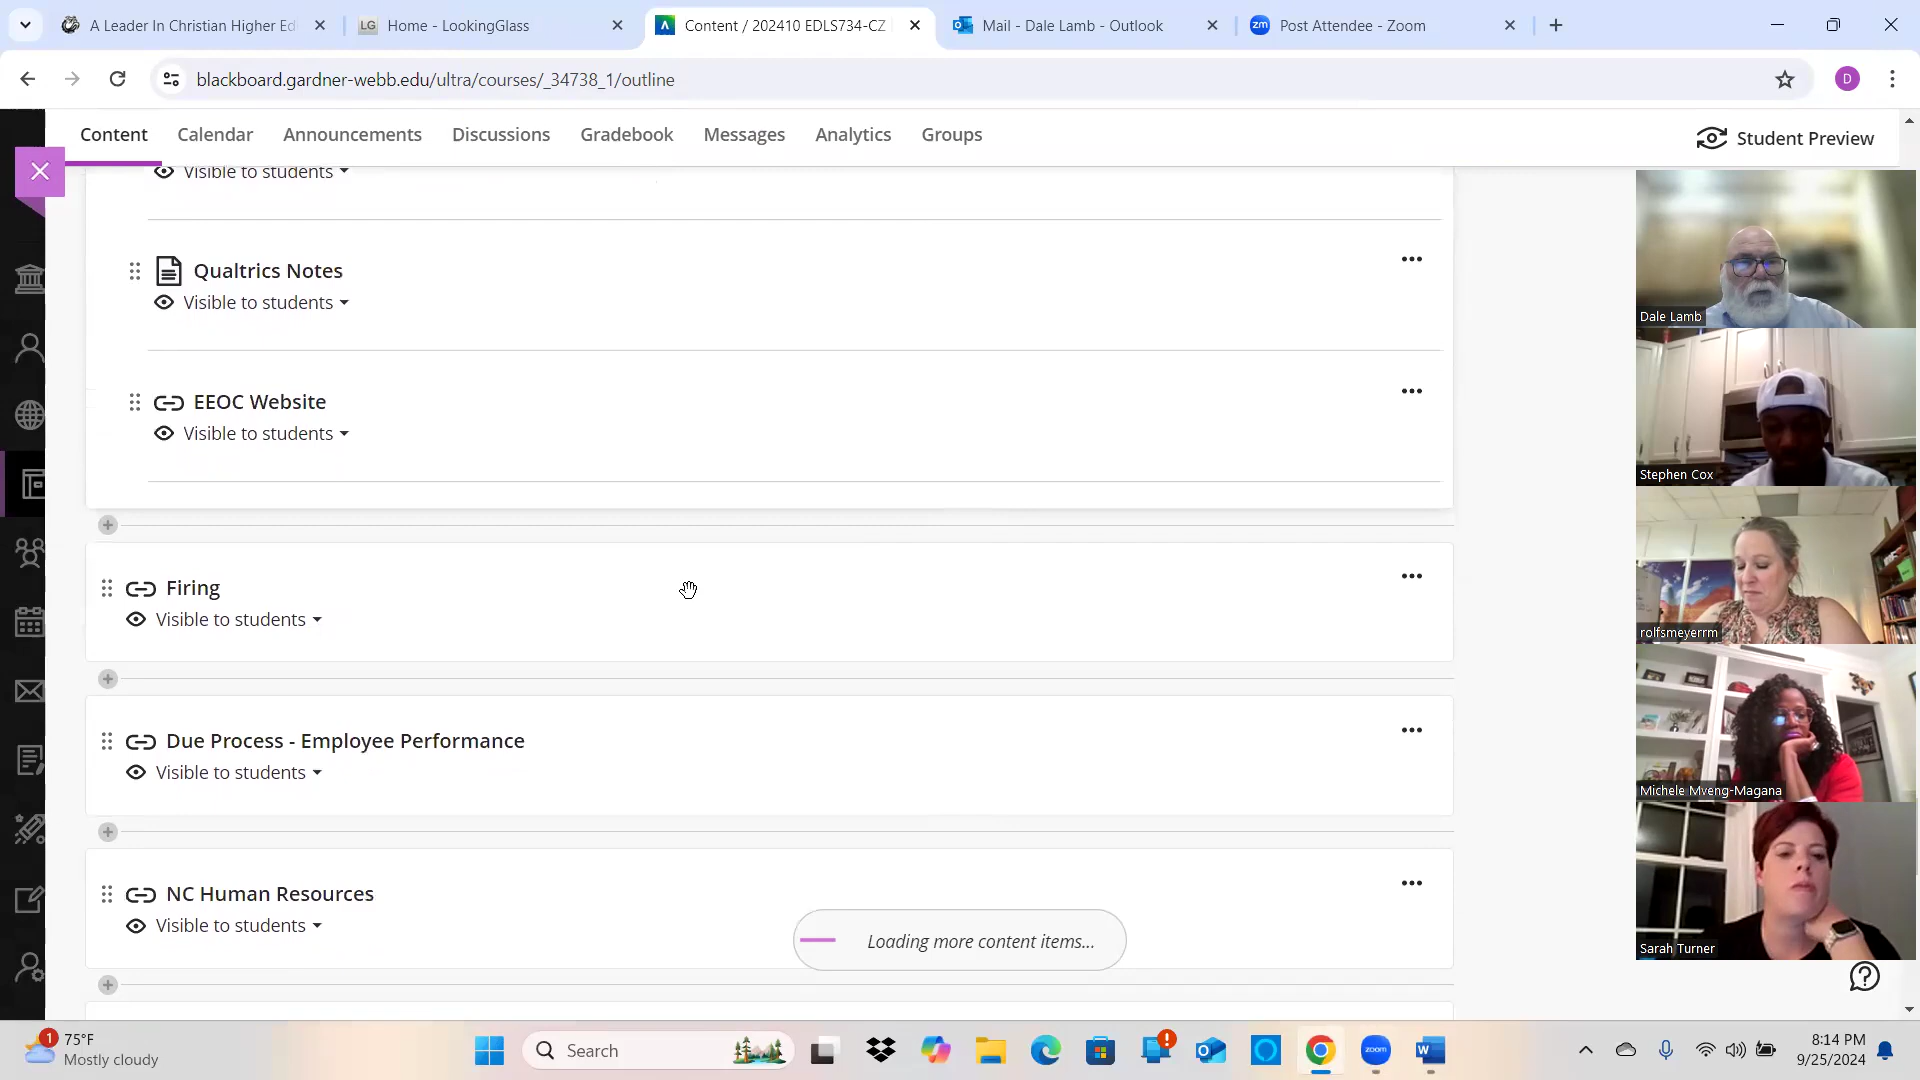 A Leader In Christian Higher Ed
LG Home - LookingGlass
Content / 202410 EDLS734-CZ
Mail - Dale Lamb - Outlook
zm Post Attendee - Zoom
blackboard.gardner-webb.edu/ultra/courses/_34738_1/outline
D
Content Calendar Announcements Discussions Gradebook Messages Analytics Groups
Student Preview
Visible to students
Qualtrics Notes
Visible to students
EEOC Website
Visible to students
Firing
Visible to students
Due Process - Employee Performance
Visible to students
NC Human Resources
Visible to students
Loading more content items...
Dale Lamb
Stephen Cox
rolfsmeyerrm
Michele Mveng-Magana
Sarah Turner
1
75°F
Mostly cloudy
Search
zoom
8:14 PM
9/25/2024